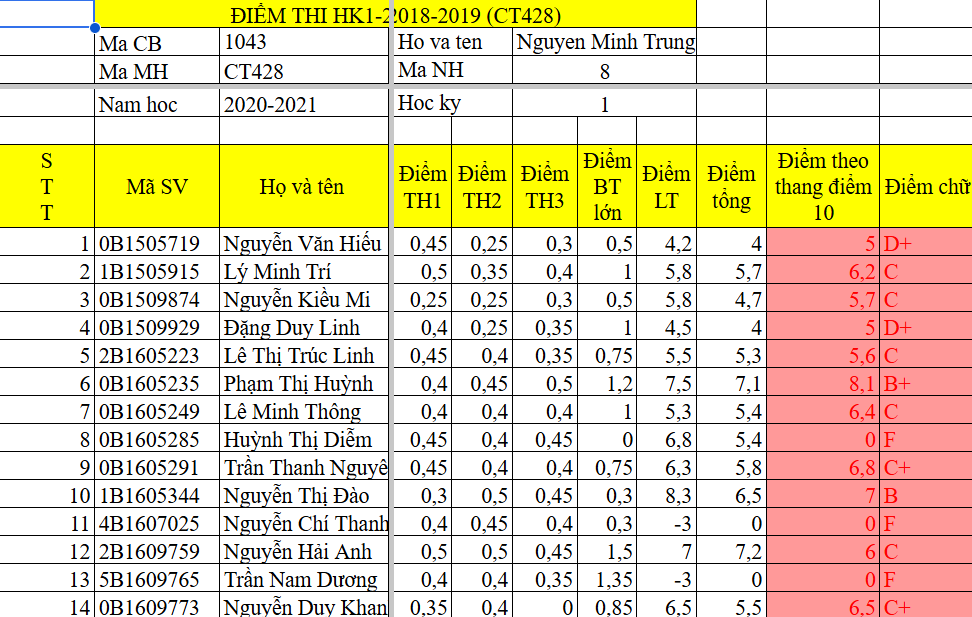 ĐIỂM THI HK1-2018-2019 (CT428)
Ma CB 1043 Ho va ten Nguyen Minh Trung
Ma MH CT428 Ma NH 8
Nam hoc 2020-2021 Hoc ky 1
S T T Mã SV Họ và tên Điểm TH1 Điểm TH2 Điểm TH3 Điểm BT lớn Điểm LT Điểm tổng Điểm theo thang điểm 10 Điểm chữ
1 0B1505719 Nguyễn Văn Hiếu 0,45 0,25 0,3 0,5 4,2 4 5 D+
2 1B1505915 Lý Minh Trí 0,5 0,35 0,4 1 5,8 5,7 6,2 C
3 0B1509874 Nguyễn Kiều Mi 0,25 0,25 0,3 0,5 5,8 4,7 5,7 C
4 0B1509929 Đặng Duy Linh 0,4 0,25 0,35 1 4,5 4 5 D+
5 2B1605223 Lê Thị Trúc Linh 0,45 0,4 0,35 0,75 5,5 5,3 5,6 C
6 0B1605235 Phạm Thị Huỳnh 0,4 0,45 0,5 1,2 7,5 7,1 8,1 B+
7 0B1605249 Lê Minh Thông 0,4 0,4 0,4 1 5,3 5,4 6,4 C
8 0B1605285 Huỳnh Thị Diễm 0,45 0,4 0,45 0 6,8 5,4 0 F
9 0B1605291 Trần Thanh Nguyê 0,45 0,4 0,4 0,75 6,3 5,8 6,8 C+
10 1B1605344 Nguyễn Thị Đào 0,3 0,5 0,45 0,3 8,3 6,5 7 B
11 4B1607025 Nguyễn Chí Thanh 0,4 0,45 0,4 0,3 -3 0 0 F
12 2B1609759 Nguyễn Hải Anh 0,5 0,5 0,45 1,5 7 7,2 6 C
13 5B1609765 Trần Nam Dương 0,4 0,4 0,35 1,35 -3 0 0 F
14 0B1609773 Nguyễn Duy Khan 0,35 0,4 0 0,85 6,5 5,5 6,5 C+